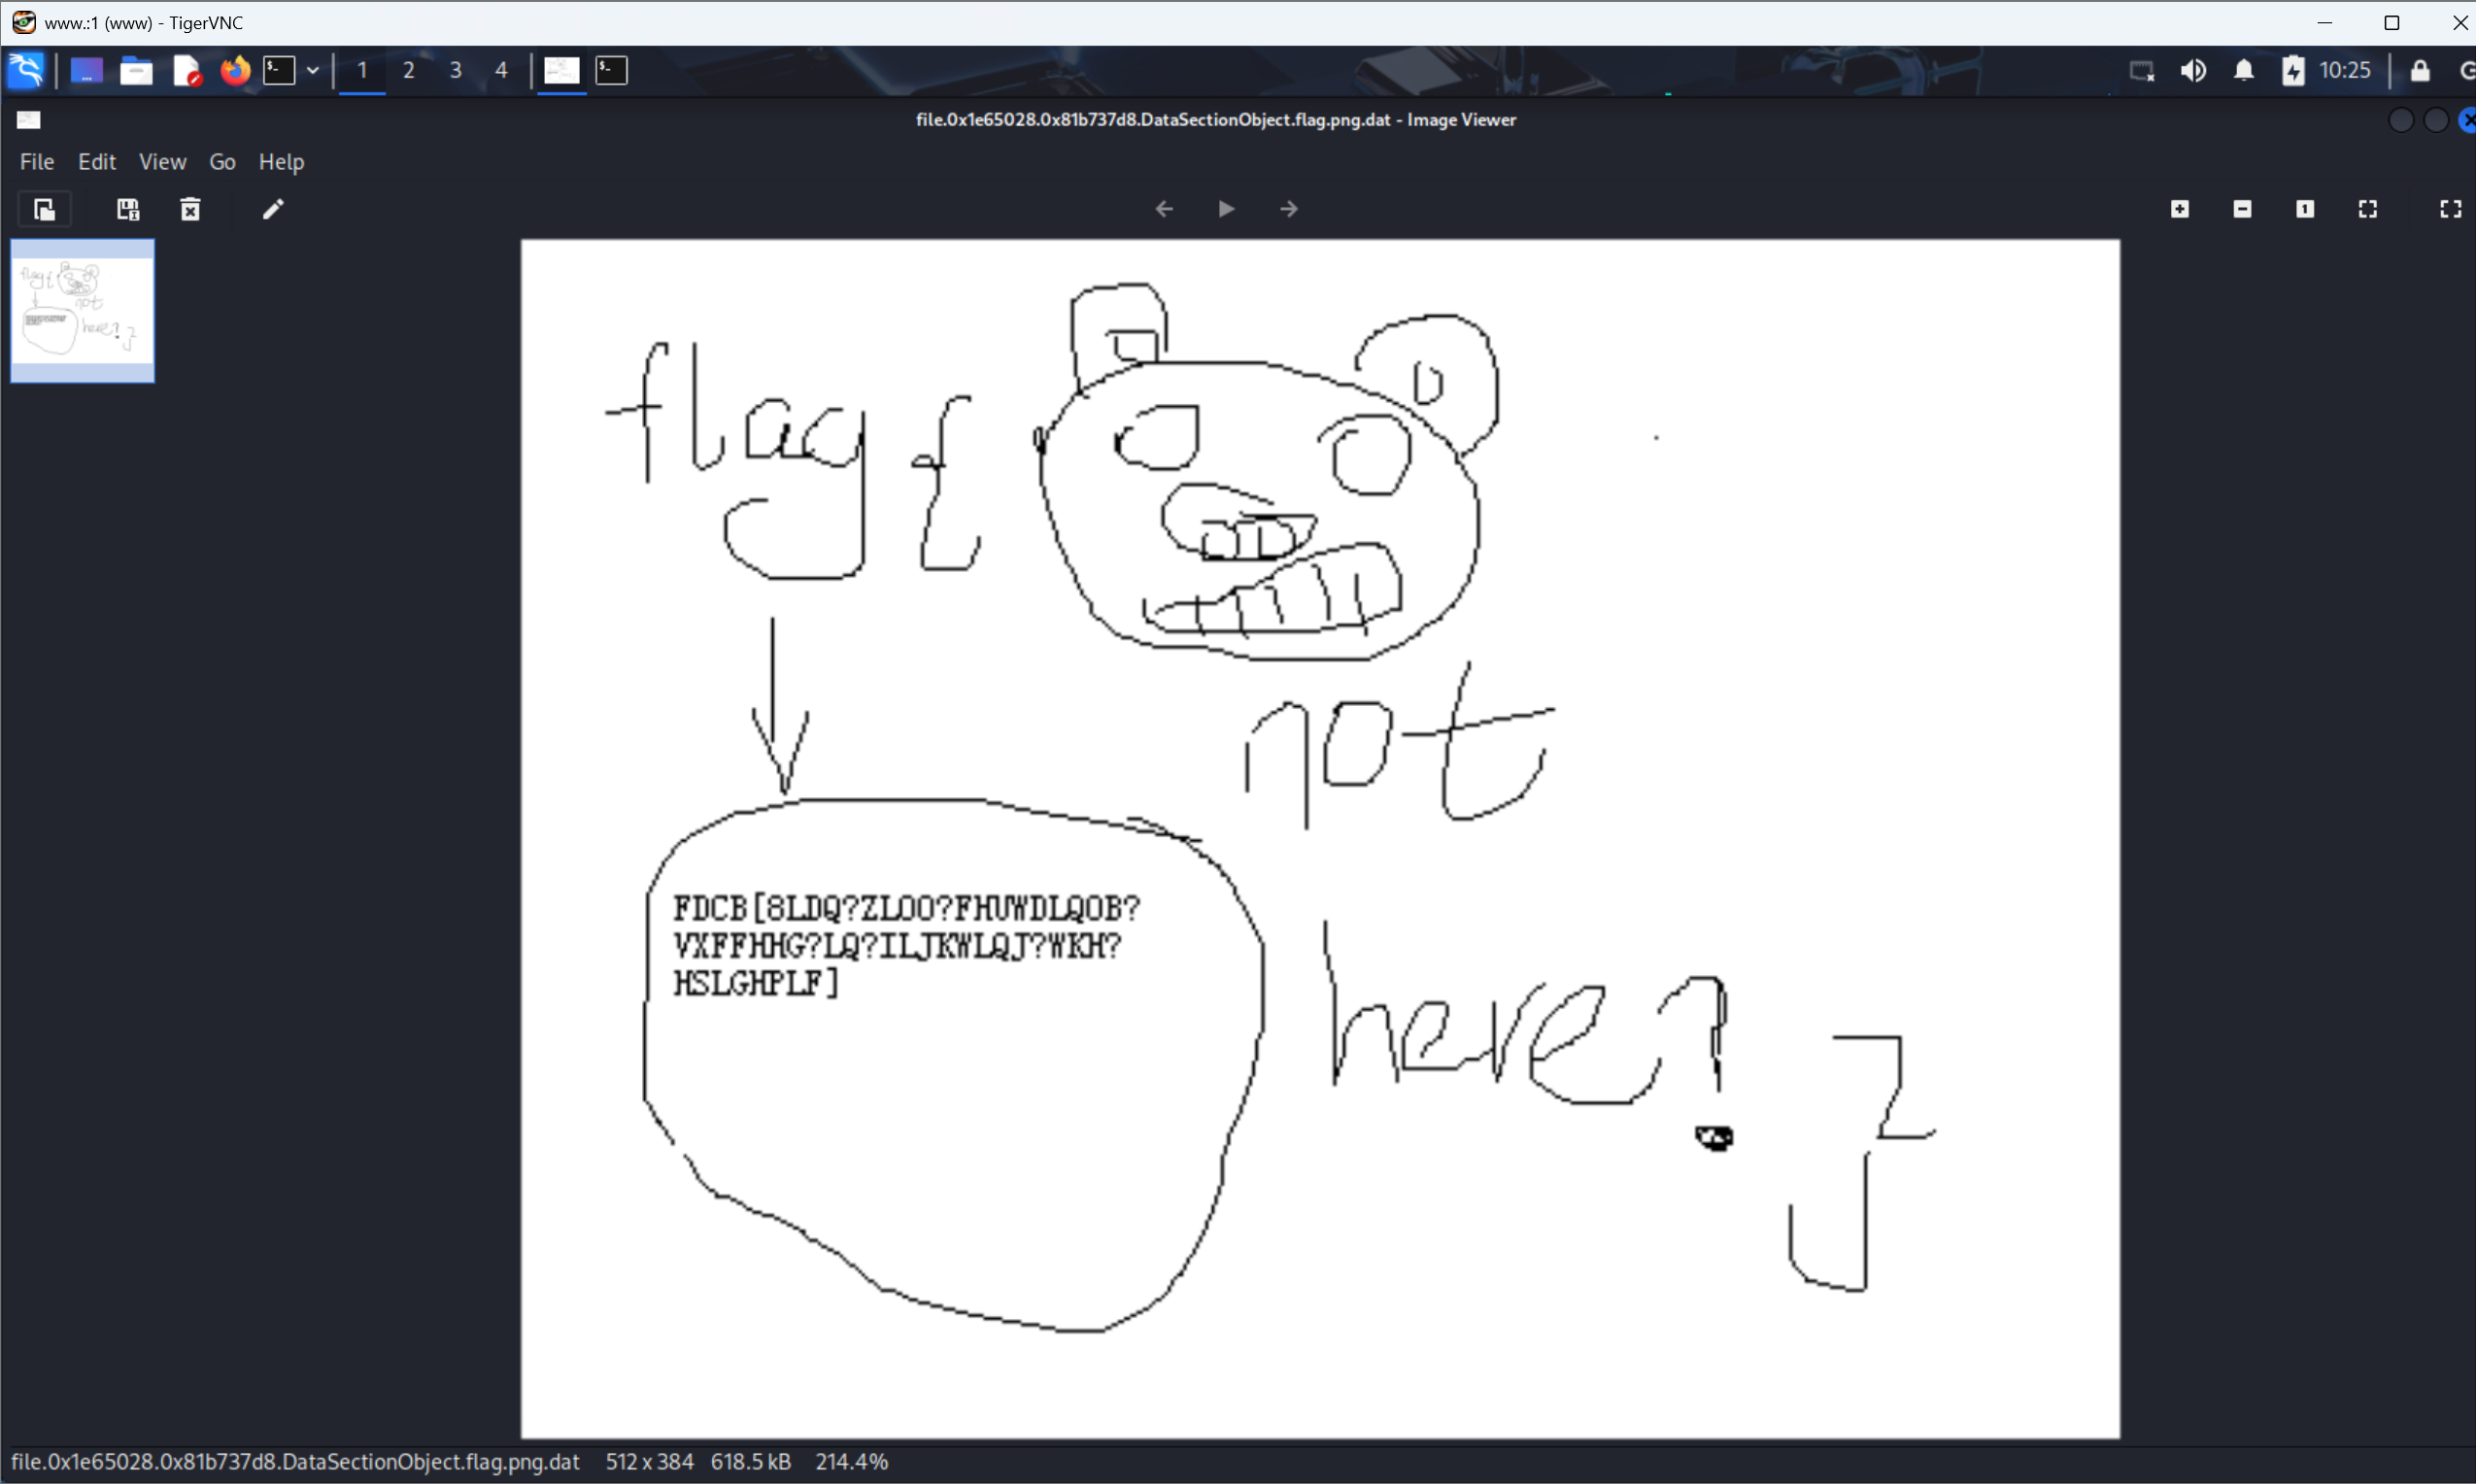 www.:1 (www) - TigerVNC
1 2 3 4
10:25
file.0x1e65028.0x81b737d8.DataSectionObject.flag.png.dat - Image Viewer
File Edit View Go Help
flag{
not
FDCB[8LDQ?ZLOO?FHUWDLQOB?
VXFFHHG?LQ?ILJKWLQJ?WKH?
HSLGHPLF]
here?}
file.0x1e65028.0x81b737d8.DataSectionObject.flag.png.dat 512 x 384 618.5 kB 214.4%